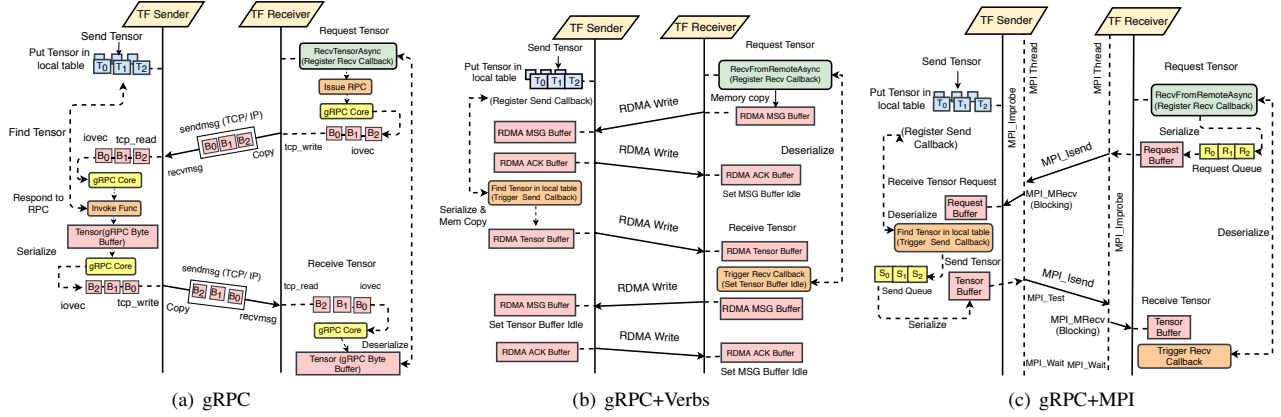 TF Sender
TF Receiver
Send Tensor
Put Tensor in
local table
T0 T1 T2
Request Tensor
RecvTensorAsync
(Register Recv Callback)
Issue RPC
gRPC Core
B0 B1 B2
iovec
tcp_write
sendmsg (TCP/ IP)
B0 B1 B2
Copy
recvmsg
Find Tensor
iovec
tcp_read
B0 B1 B2
gRPC Core
Respond to
RPC
Invoke Func
Tensor(gRPC Byte
Buffer)
Serialize
gRPC Core
B2 B1 B0
iovec
tcp_write
sendmsg (TCP/ IP)
B2 B1 B0
Copy
recvmsg
Receive Tensor
tcp_read
B2 B1 B0
iovec
gRPC Core
Deserialize
Tensor (gRPC Byte
Buffer)
(a) gRPC
TF Sender
TF Receiver
Send Tensor
Put Tensor in
local table
T0 T1 T2
(Register Send Callback)
Request Tensor
RecvFromRemoteAsync
(Register Recv Callback)
Memory copy
RDMA Write
RDMA MSG Buffer
RDMA MSG Buffer
Deserialize
RDMA ACK Buffer
RDMA Write
RDMA ACK Buffer
Set MSG Buffer Idle
Find Tensor in local table
(Trigger Send Callback)
Serialize &
Mem Copy
RDMA Write
Receive Tensor
RDMA Tensor Buffer
RDMA Tensor Buffer
Trigger Recv Callback
(Set Tensor Buffer Idle)
RDMA Write
RDMA MSG Buffer
RDMA MSG Buffer
Set Tensor Buffer Idle
RDMA Write
RDMA ACK Buffer
RDMA ACK Buffer
Set MSG Buffer Idle
(b) gRPC+Verbs
TF Sender
TF Receiver
MPI Thread
MPI Thread
Send Tensor
Put Tensor in
local table
T0 T1 T2
MPI_Improbe
Request Tensor
RecvFromRemoteAsync
(Register Recv Callback)
Serialize
(Register Send
Callback)
MPI_Isend
Request
Buffer
R0 R1 R2
Request Queue
Receive Tensor Request
Request
Buffer
MPI_MRecv
(Blocking)
MPI_Improbe
Deserialize
Find Tensor in local table
(Trigger Send Callback)
Deserialize
Send Tensor
S0 S1 S2
Send Queue
Tensor
Buffer
Serialize
MPI_Isend
MPI_Test
Receive Tensor
MPI_MRecv
(Blocking)
Tensor
Buffer
Trigger Recv
Callback
MPI_Wait
MPI_Wait
(c) gRPC+MPI